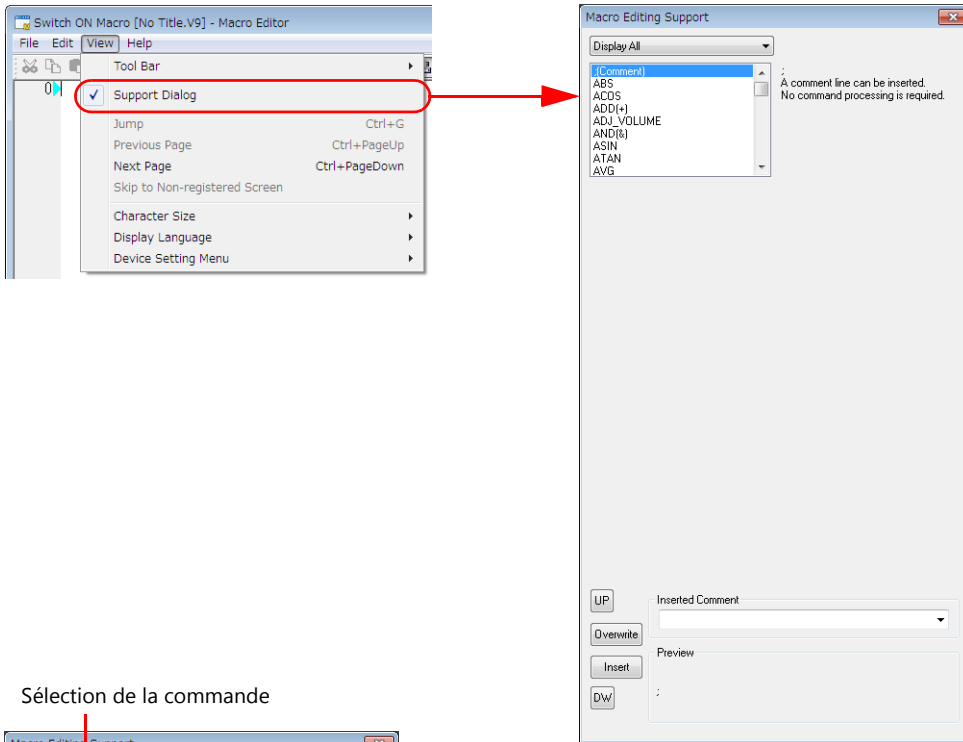 Switch ON Macro [No Title.V9] - Macro Editor
File Edit View Help
Tool Bar
0
Support Dialog
Jump Ctrl+G
Previous Page Ctrl+PageUp
Next Page Ctrl+PageDown
Skip to Non-registered Screen
Character Size
Display Language
Device Setting Menu
Macro Editing Support
Display All
;(Comment)
ABS
ACOS
ADD(+)
ADJ_VOLUME
AND(&)
ASIN
ATAN
AVG
;
A comment line can be inserted.
No command processing is required.
UP
Overwrite
Insert
DW
Inserted Comment
Preview
;
Sélection de la commande
Macro Editing Support